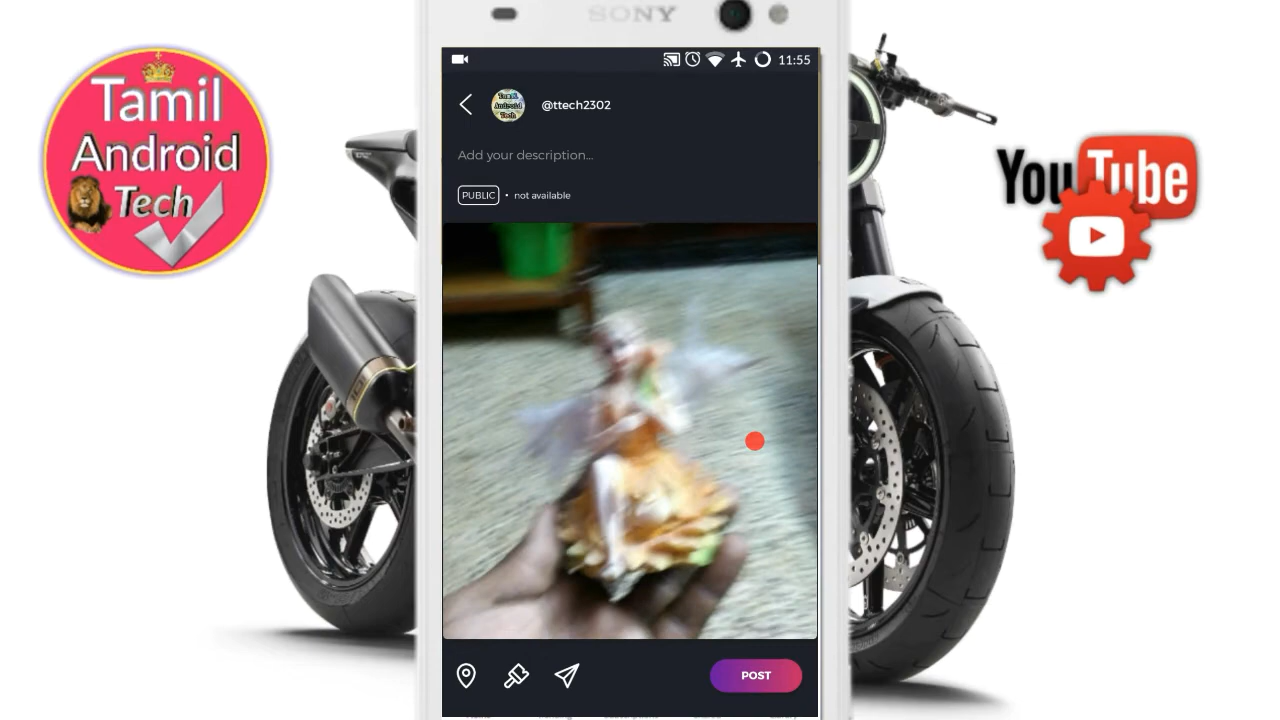 SONY
Tamil
Android
Tech
11:55
@ttech2302
Add your description...
PUBLIC • not available
YouTube
POST